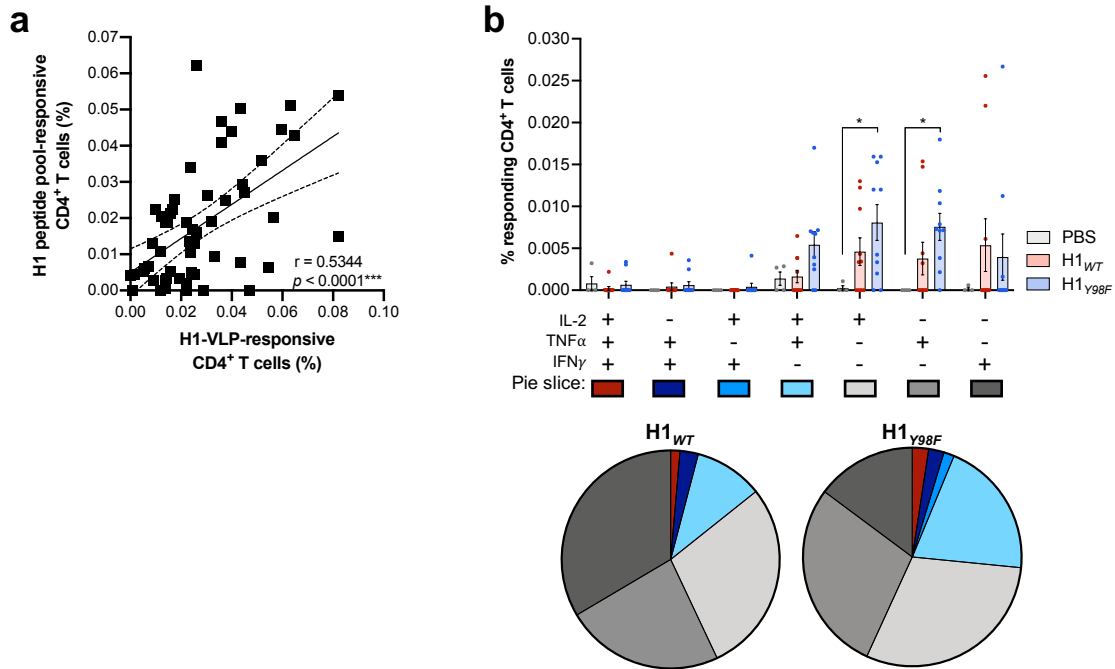 a
H1 peptide pool-responsive
CD4+ T cells (%)
0.07
0.06
0.05
0.04
0.03
0.02
0.01
0.00
r = 0.5344
p < 0.0001***
0.00 0.02 0.04 0.06 0.08 0.10
H1-VLP-responsive
CD4+ T cells (%)
b
% responding CD4+ T cells
0.030
0.025
0.020
0.015
0.010
0.005
0.000
* *
PBS
H1WT
H1Y98F
IL-2 + + + + + - -
TNFα + + - + - + -
IFNγ + + + - - - +
Pie slice:
H1WT H1Y98F